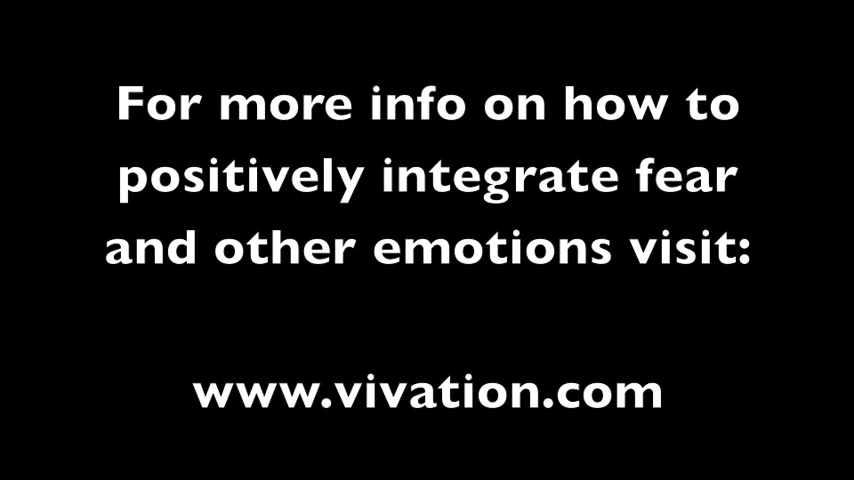 For more info on how to
positively integrate fear
and other emotions visit:
www.vivation.com